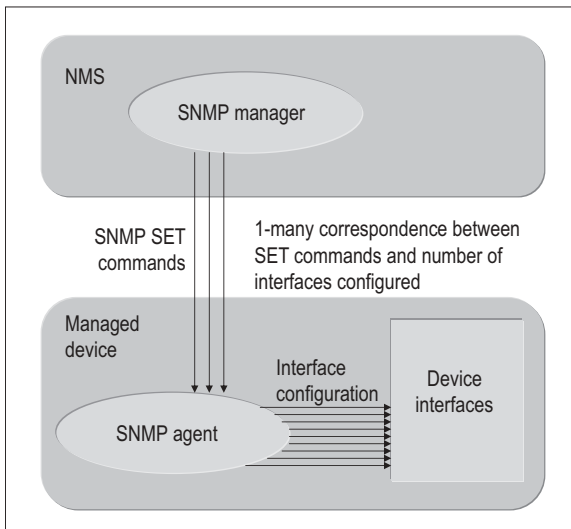 NMS
SNMP manager
SNMP SET
commands
1-many correspondence between
SET commands and number of
interfaces configured
Managed
device
Interface
configuration
Device
interfaces
SNMP agent